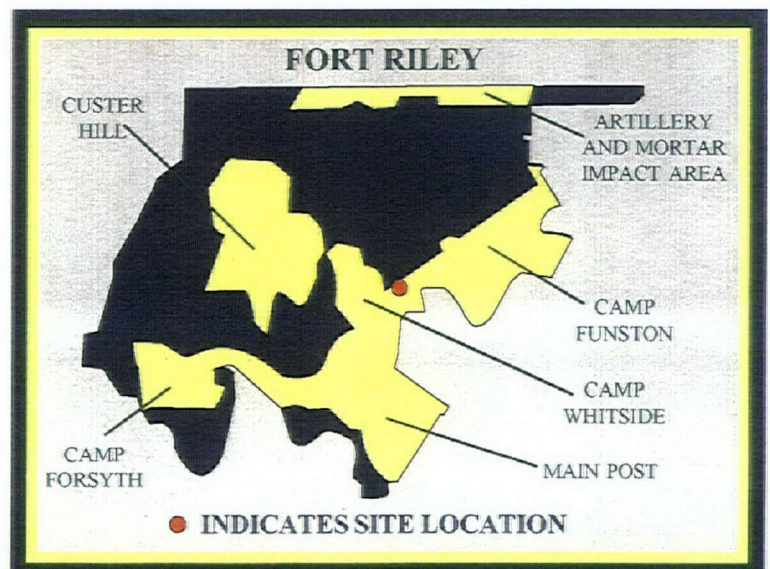 FORT RILEY
CUSTER
HILL
ARTILLERY
AND MORTAR
IMPACT AREA
CAMP
FUNSTON
CAMP
WHITSIDE
MAIN POST
CAMP
FORSYTH
INDICATES SITE LOCATION